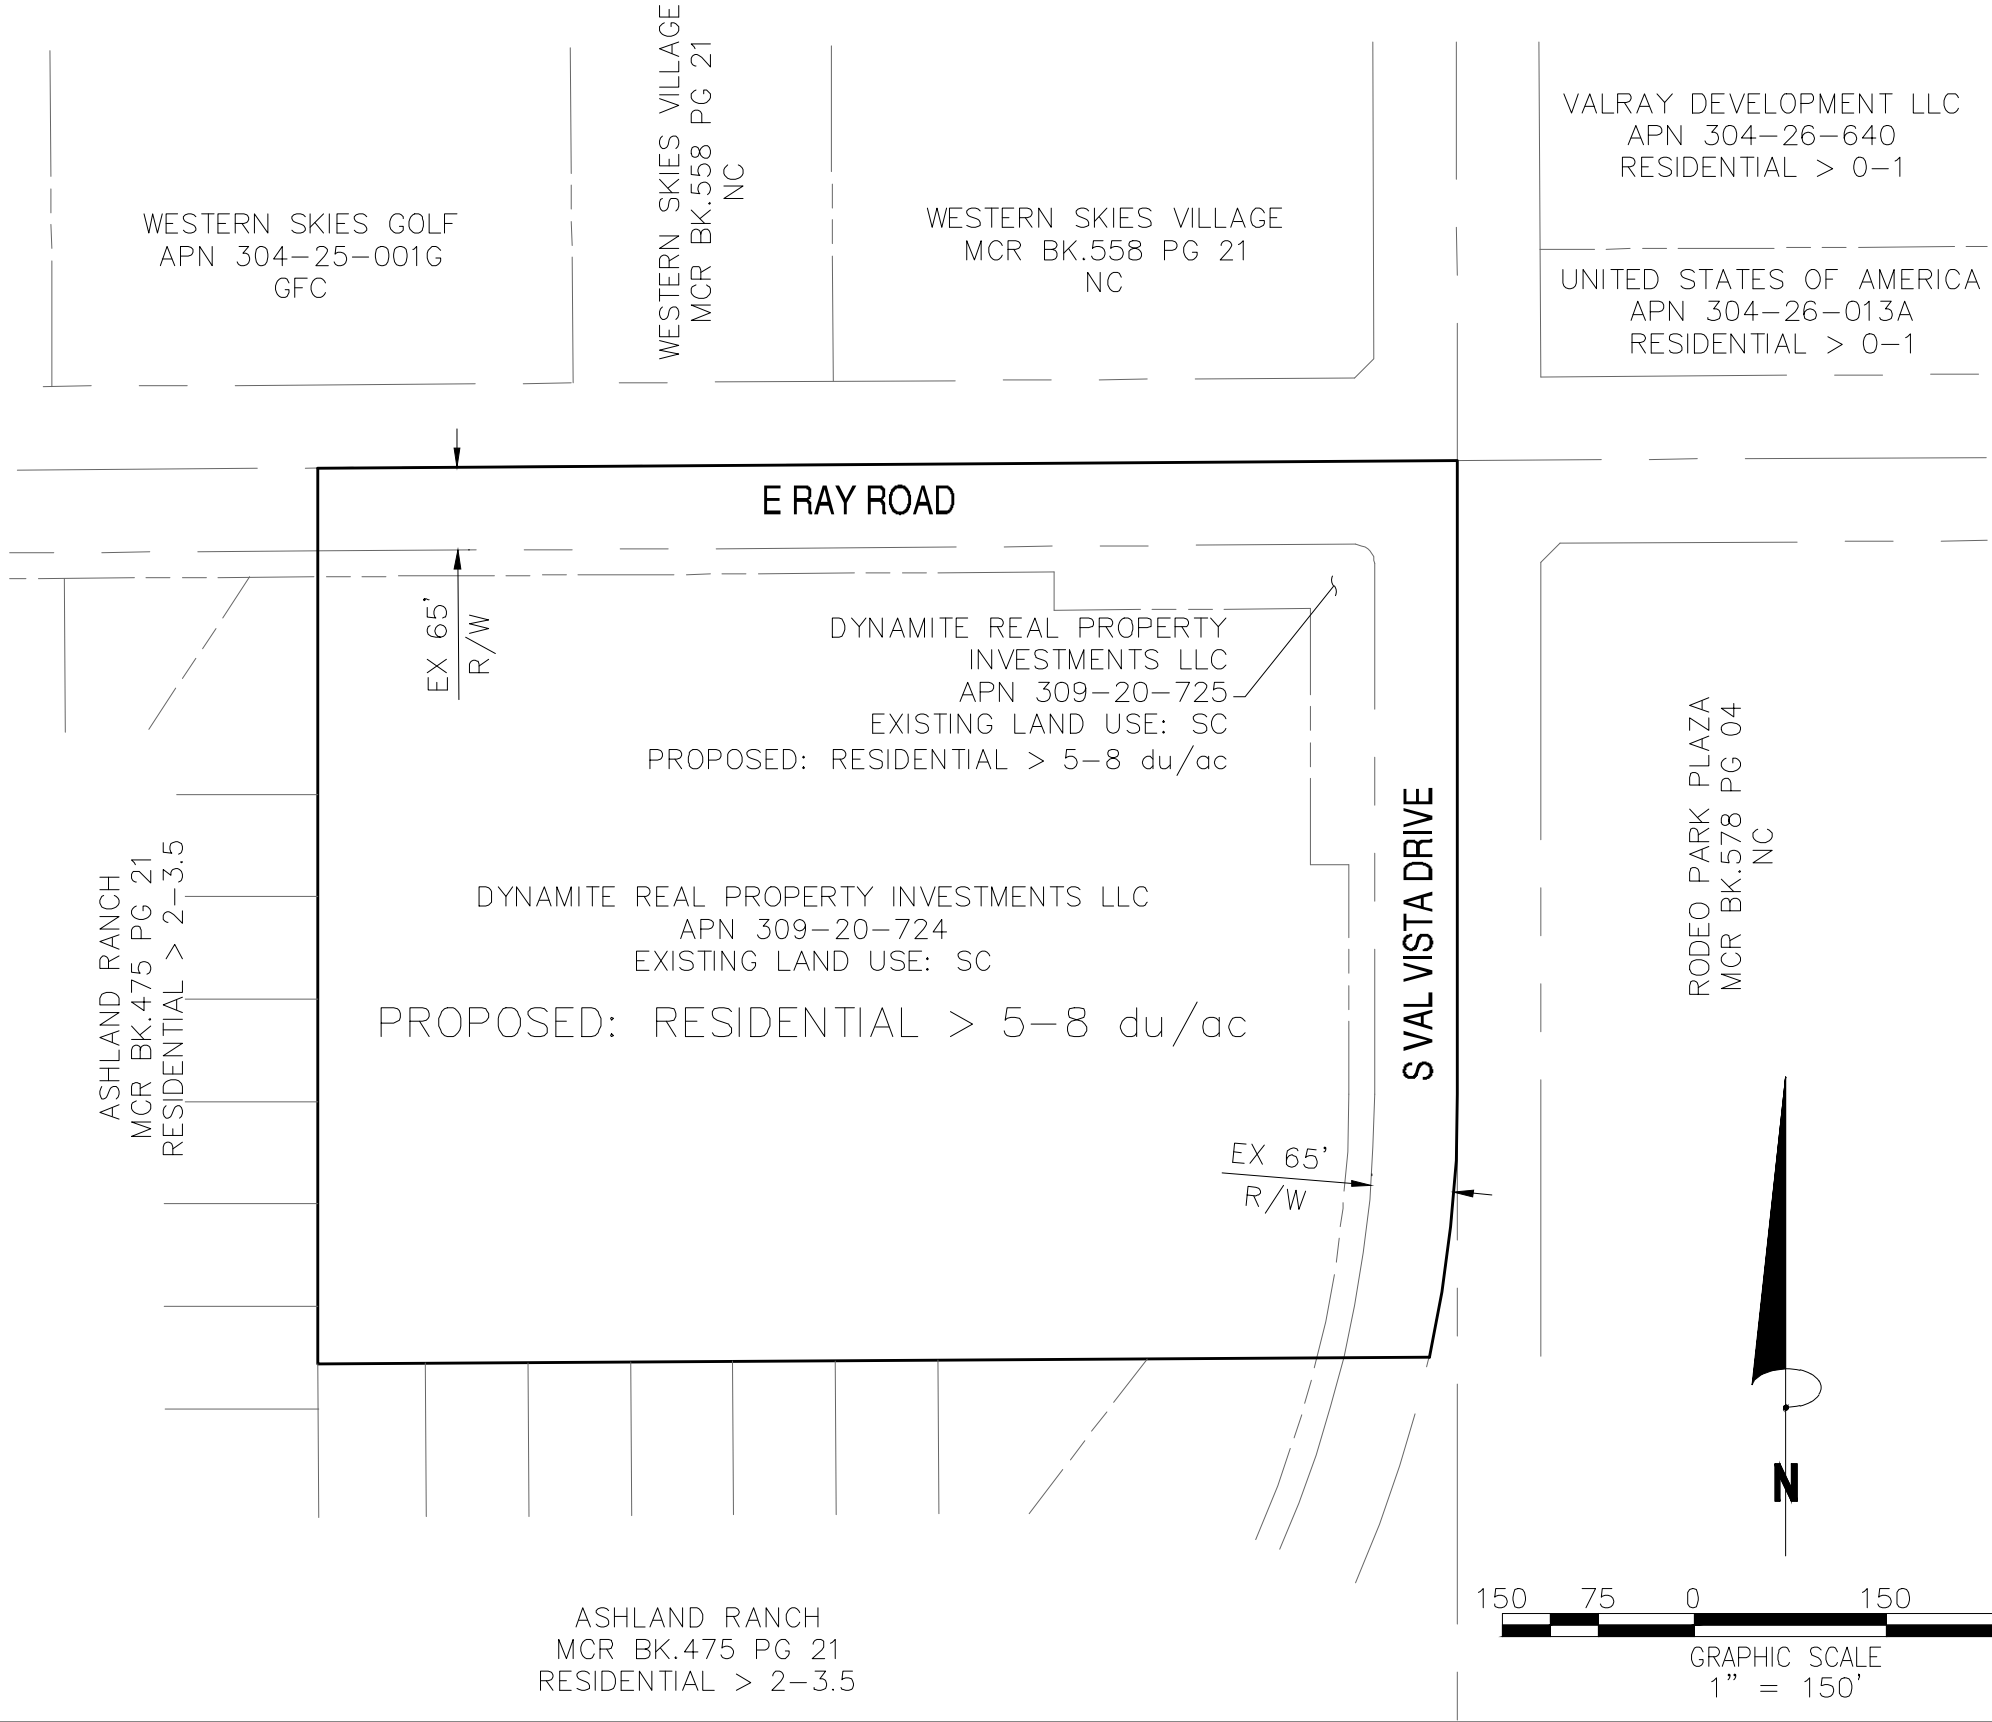 WESTERN SKIES GOLF
APN 304-25-001G
GFC
WESTERN SKIES VILLAGE
MCR BK.558 PG 21
NC
WESTERN SKIES VILLAGE
MCR BK.558 PG 21
NC
VALRAY DEVELOPMENT LLC
APN 304-26-640
RESIDENTIAL > 0-1
UNITED STATES OF AMERICA
APN 304-26-013A
RESIDENTIAL > 0-1
E RAY ROAD
EX 65'
R/W
DYNAMITE REAL PROPERTY
INVESTMENTS LLC
APN 309-20-725
EXISTING LAND USE: SC
PROPOSED: RESIDENTIAL > 5-8 du/ac
S VAL VISTA DRIVE
RODEO PARK PLAZA
MCR BK.578 PG 04
NC
ASHLAND RANCH
MCR BK.475 PG 21
RESIDENTIAL > 2-3.5
DYNAMITE REAL PROPERTY INVESTMENTS LLC
APN 309-20-724
EXISTING LAND USE: SC
PROPOSED: RESIDENTIAL > 5-8 du/ac
EX 65'
R/W
N
ASHLAND RANCH
MCR BK.475 PG 21
RESIDENTIAL > 2-3.5
150 75 0 150
GRAPHIC SCALE
1" = 150'